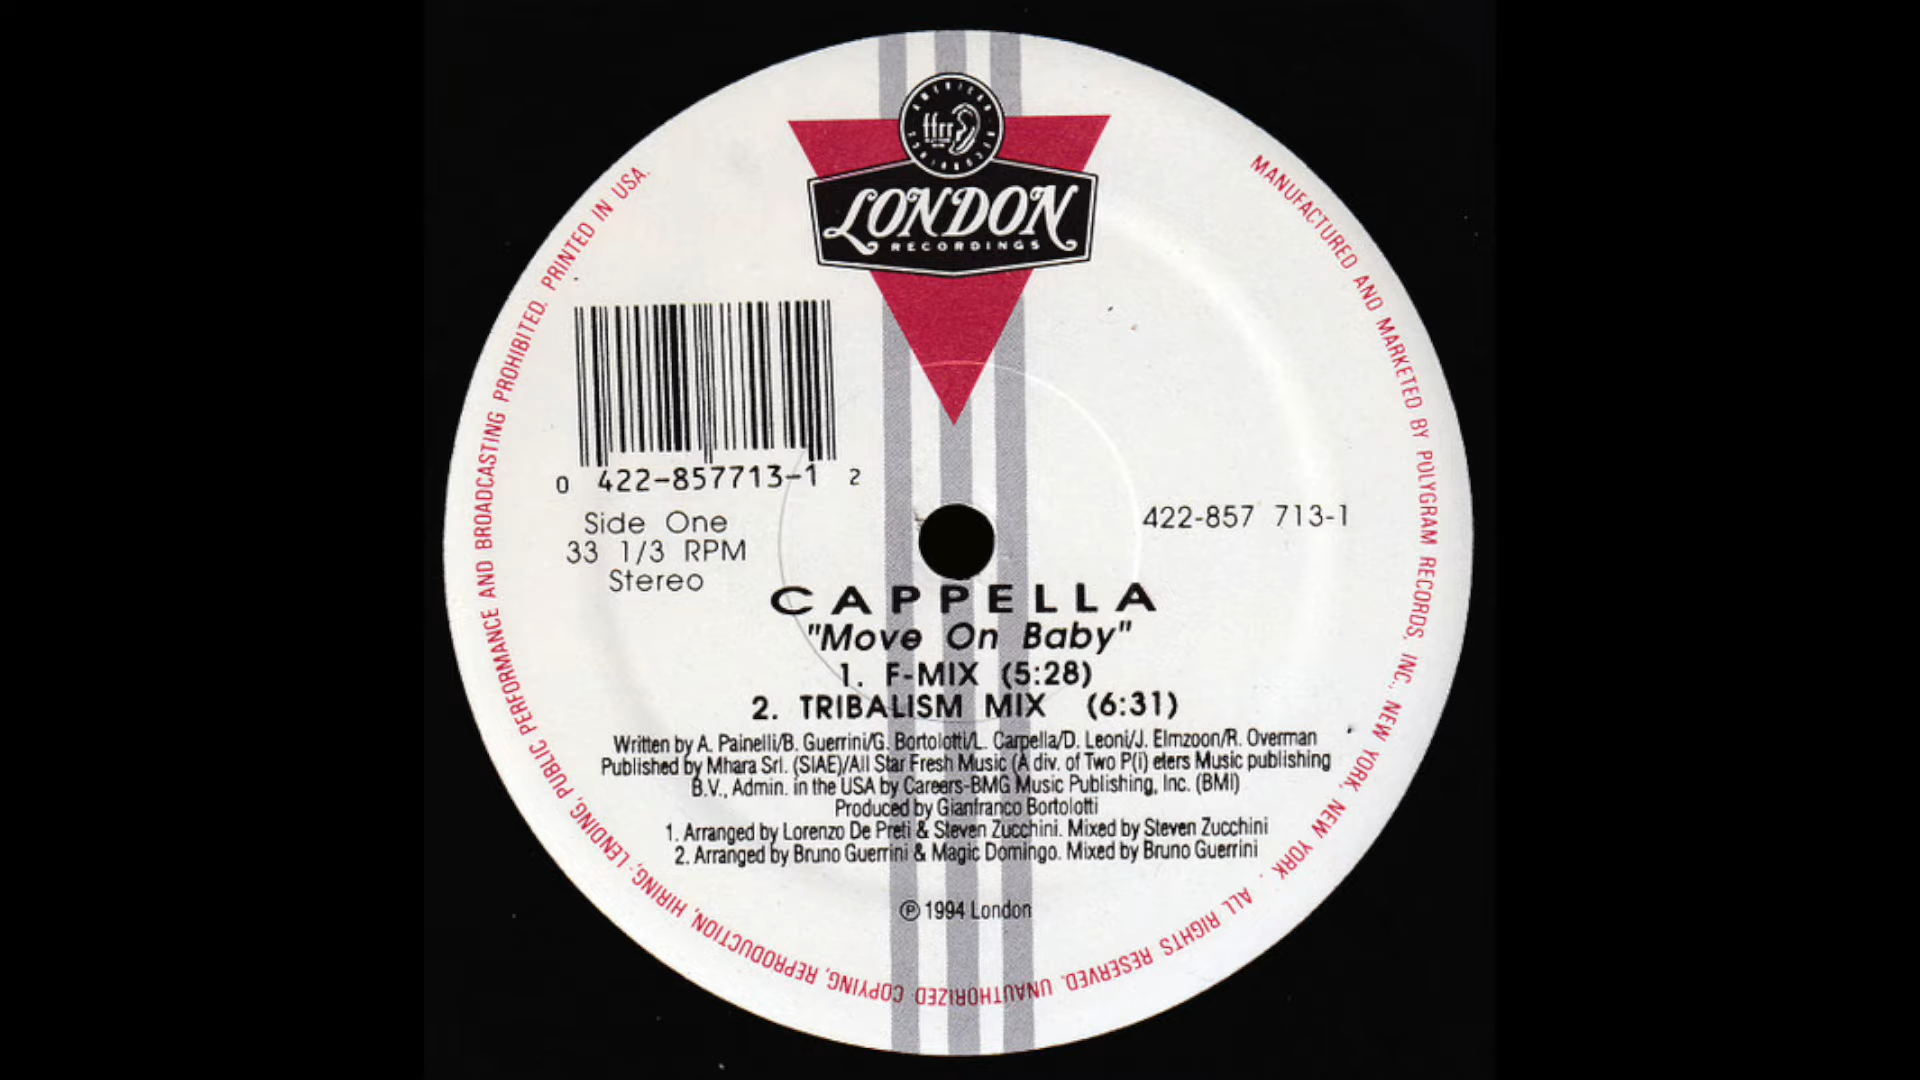 AMERICAN RECORDINGS
ffrr
LONDON
RECORDINGS
0 422-857713-1 2
Side One
33 1/3 RPM
Stereo
422-857 713-1
CAPPELLA
"Move On Baby"
1. F-MIX (5:28)
2. TRIBALISM MIX (6:31)
Written by A. Painelli/B. Guerrini/G. Bortolotti/L. Carpella/D. Leoni/J. Elmzoon/R. Overman
Published by Mhara Srl. (SIAE)/All Star Fresh Music (A div. of Two P(i) eters Music publishing
B.V., Admin. in the USA by Careers-BMG Music Publishing, Inc. (BMI)
Produced by Gianfranco Bortolotti
1. Arranged by Lorenzo De Preti & Steven Zucchini. Mixed by Steven Zucchini
2. Arranged by Bruno Guerrini & Magic Domingo. Mixed by Bruno Guerrini
℗ 1994 London
MANUFACTURED AND MARKETED BY POLYGRAM RECORDS, INC., NEW YORK, NEW YORK. ALL RIGHTS RESERVED. UNAUTHORIZED COPYING, REPRODUCTION, HIRING, LENDING, PUBLIC PERFORMANCE AND BROADCASTING PROHIBITED. PRINTED IN USA.